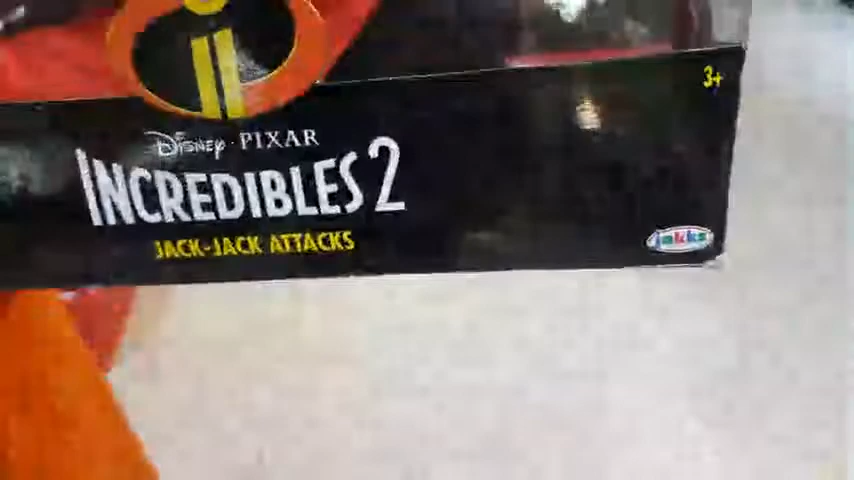 3+
Disney · PIXAR
INCREDIBLES 2
JACK-JACK ATTACKS
jakks